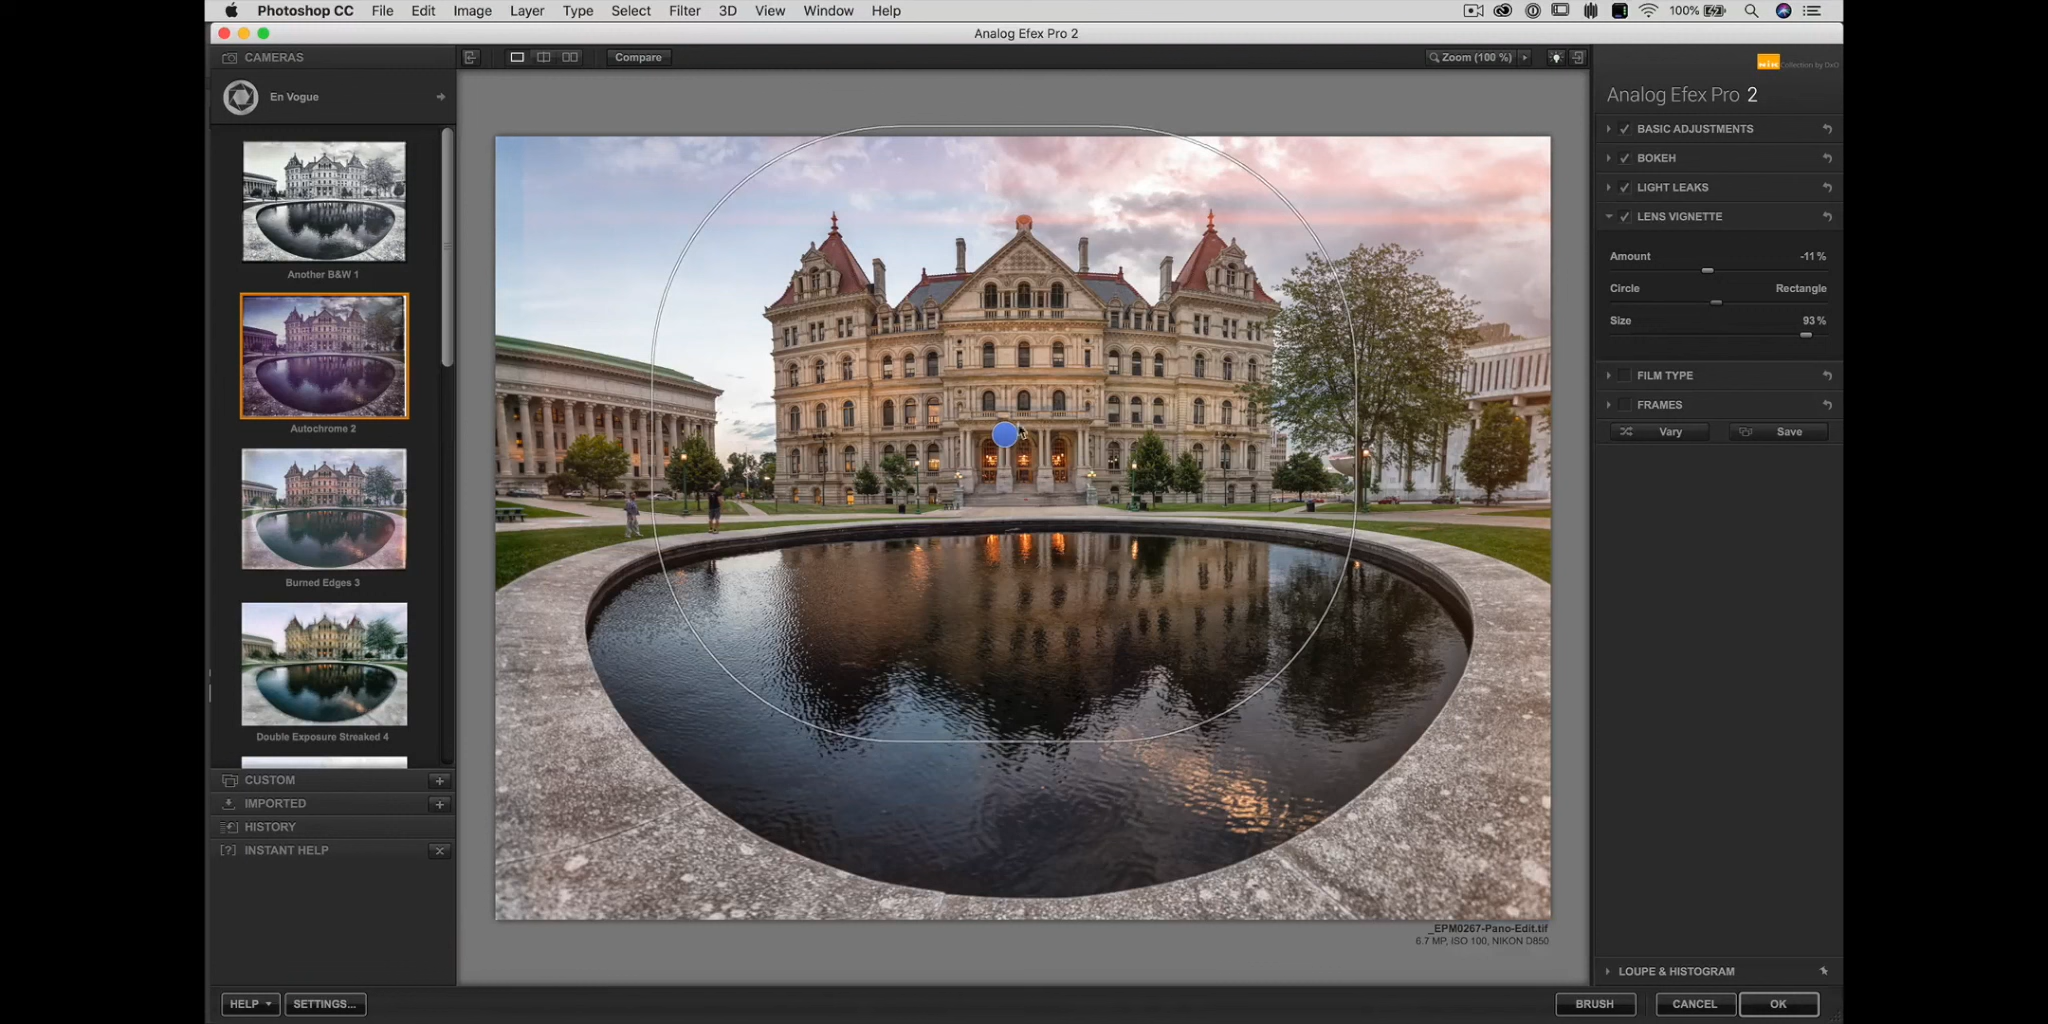 Photoshop CC File Edit Image Layer Type Select Filter 3D View Window Help 100%
Analog Efex Pro 2
CAMERAS
Compare
Zoom (100 %)
Nik Collection by DxO
En Vogue
Analog Efex Pro 2
BASIC ADJUSTMENTS
BOKEH
LIGHT LEAKS
LENS VIGNETTE
Amount -11 %
Circle Rectangle
Size 93 %
FILM TYPE
FRAMES
Vary Save
Another B&W 1
Autochrome 2
Burned Edges 3
Double Exposure Streaked 4
CUSTOM
IMPORTED
HISTORY
[?] INSTANT HELP
_EPM0267-Pano-Edit.tif
6.7 MP, ISO 100, NIKON D850
LOUPE & HISTOGRAM
HELP SETTINGS... BRUSH CANCEL OK